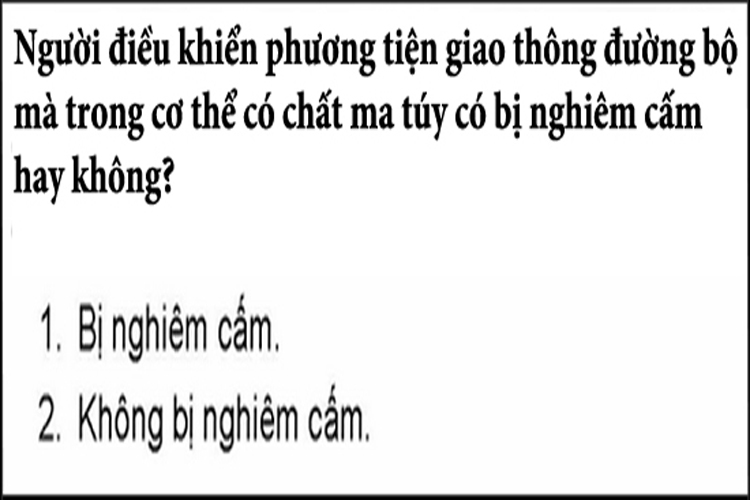 Người điều khiển phương tiện giao thông đường bộ
mà trong cơ thể có chất ma túy có bị nghiêm cấm
hay không?
1. Bị nghiêm cấm.
2. Không bị nghiêm cấm.